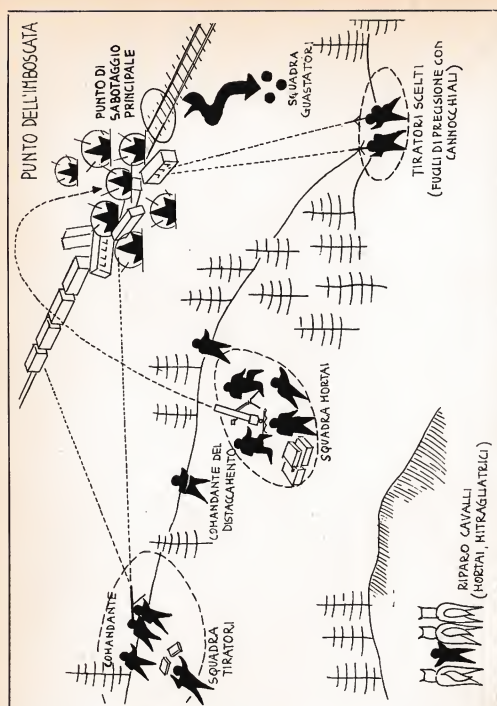 PUNTO DELL'IMBOSCATA
PUNTO DI
SABOTAGGIO
PRINCIPALE
SQUADRA
GUASTATORI
TIRATORI SCELTI
(FUCILI DI PRECISIONE CON
CANNOCCHIALI)
COMANDANTE DEL
DISTACCAMENTO
SQUADRA MORTAI
COMANDANTE
SQUADRA
TIRATORI
RIPARO CAVALLI
(MORTAI, MITRAGLIATRICI)